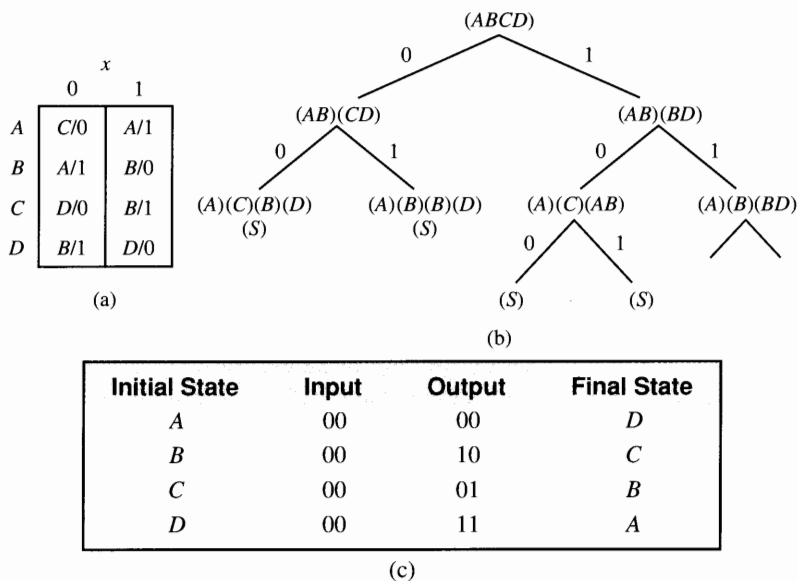 x
0 1
A C/0 A/1
B A/1 B/0
C D/0 B/1
D B/1 D/0
(a)
(ABCD)
0 1
(AB)(CD) (AB)(BD)
0 1 0 1
(A)(C)(B)(D) (A)(B)(B)(D) (A)(C)(AB) (A)(B)(BD)
(S) (S) 0 1
(S) (S)
(b)
Initial State Input Output Final State
A 00 00 D
B 00 10 C
C 00 01 B
D 00 11 A
(c)